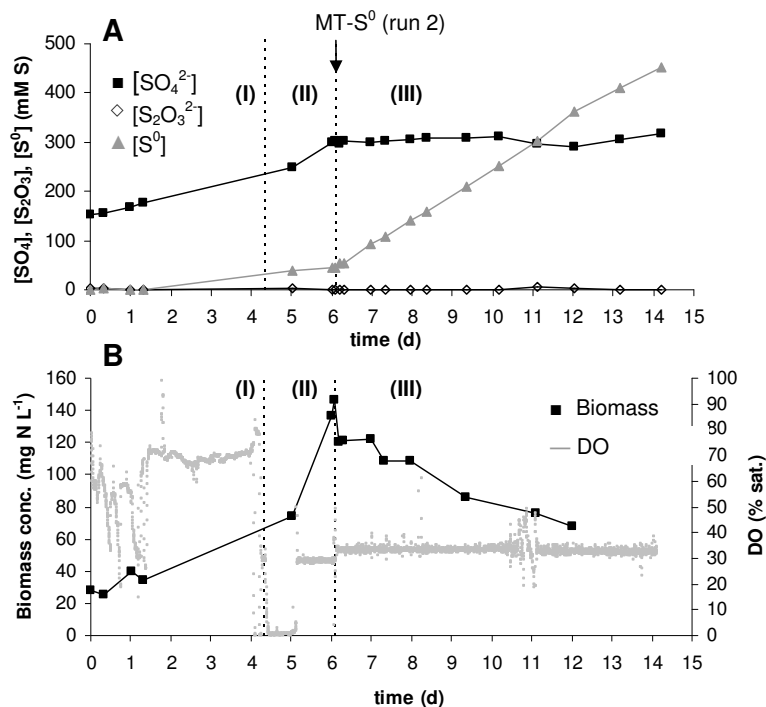 MT-S⁰ (run 2)
A
500
400
300
200
100
0
[SO₄], [S₂O₃], [S⁰] (mM S)
[SO₄²⁻]
[S₂O₃²⁻]
[S⁰]
(I) (II) (III)
0 1 2 3 4 5 6 7 8 9 10 11 12 13 14 15
time (d)
B
160
140
120
100
80
60
40
20
0
Biomass conc. (mg N L⁻¹)
(I) (II) (III)
Biomass
DO
100
90
80
70
60
50
40
30
20
10
0
DO (% sat.)
0 1 2 3 4 5 6 7 8 9 10 11 12 13 14 15
time (d)